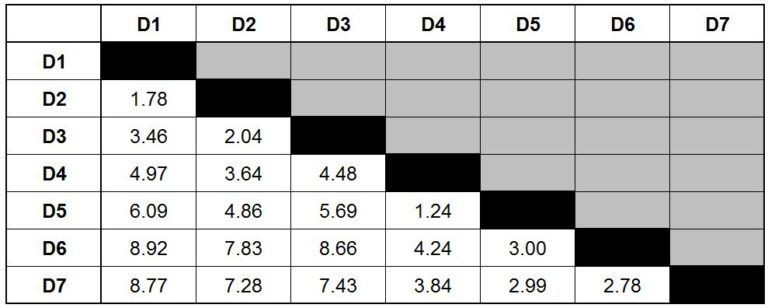 D1 D2 D3 D4 D5 D6 D7
D1
D2 1.78
D3 3.46 2.04
D4 4.97 3.64 4.48
D5 6.09 4.86 5.69 1.24
D6 8.92 7.83 8.66 4.24 3.00
D7 8.77 7.28 7.43 3.84 2.99 2.78